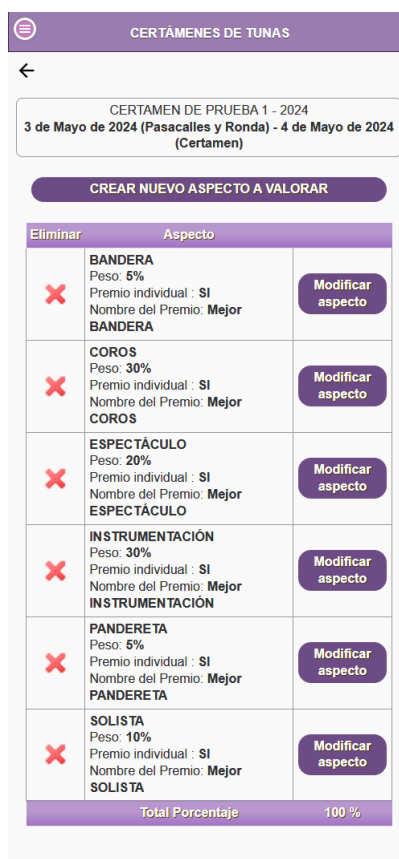 CERTÁMENES DE TUNAS
CERTAMEN DE PRUEBA 1 - 2024
3 de Mayo de 2024 (Pasacalles y Ronda) - 4 de Mayo de 2024
(Certamen)
CREAR NUEVO ASPECTO A VALORAR
Eliminar Aspecto
BANDERA
Peso: 5%
Premio individual : SI
Nombre del Premio: Mejor
BANDERA
Modificar
aspecto
COROS
Peso: 30%
Premio individual : SI
Nombre del Premio: Mejor
COROS
Modificar
aspecto
ESPECTÁCULO
Peso: 20%
Premio individual : SI
Nombre del Premio: Mejor
ESPECTÁCULO
Modificar
aspecto
INSTRUMENTACIÓN
Peso: 30%
Premio individual : SI
Nombre del Premio: Mejor
INSTRUMENTACIÓN
Modificar
aspecto
PANDERETA
Peso: 5%
Premio individual : SI
Nombre del Premio: Mejor
PANDERETA
Modificar
aspecto
SOLISTA
Peso: 10%
Premio individual : SI
Nombre del Premio: Mejor
SOLISTA
Modificar
aspecto
Total Porcentaje 100 %